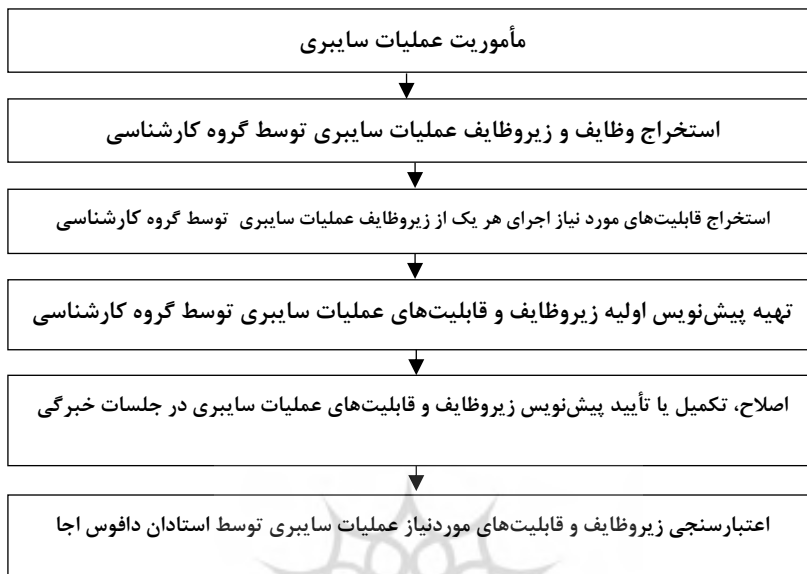 مأموریت عملیات سایبری
استخراج وظایف و زیروظایف عملیات سایبری توسط گروه کارشناسی
استخراج قابلیت‌های مورد نیاز اجرای هر یک از زیروظایف عملیات سایبری توسط گروه کارشناسی
تهیه پیش‌نویس اولیه زیروظایف و قابلیت‌های عملیات سایبری توسط گروه کارشناسی
اصلاح، تکمیل یا تأیید پیش‌نویس زیروظایف و قابلیت‌های عملیات سایبری در جلسات خبرگی
اعتبارسنجی زیروظایف و قابلیت‌های موردنیاز عملیات سایبری توسط استادان دافوس اجا